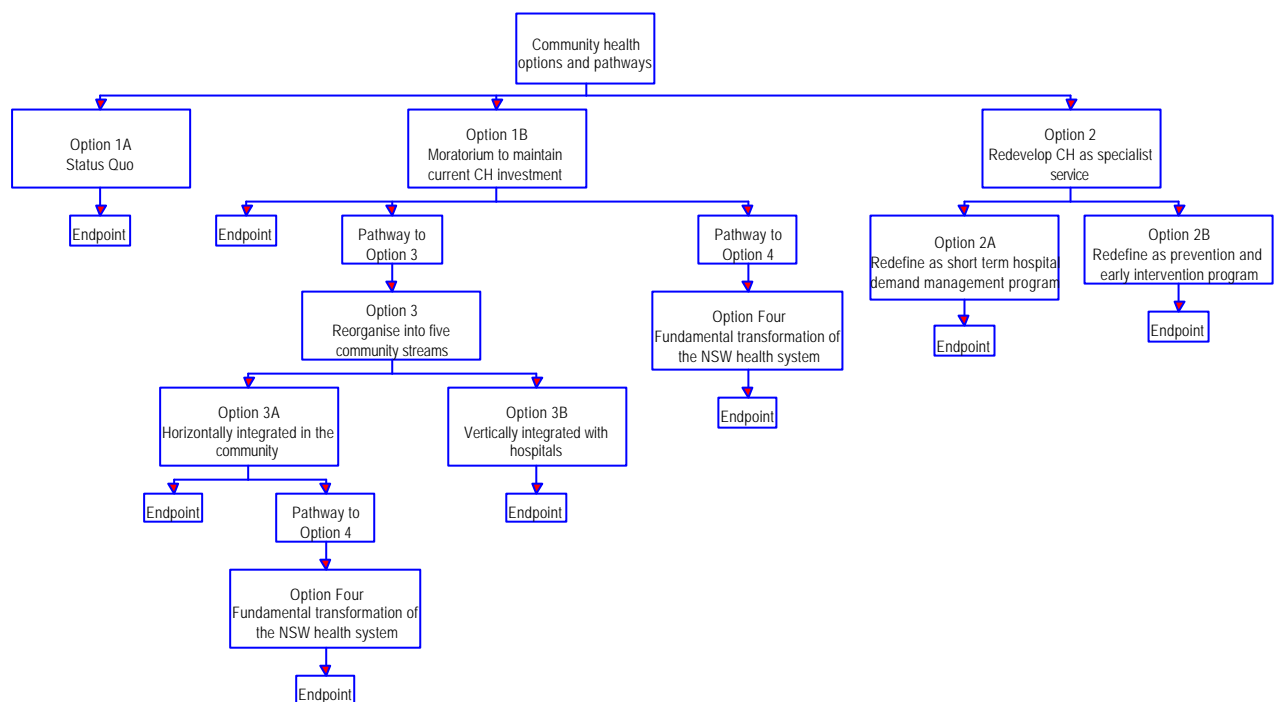 Community health
options and pathways
Option 1A
Status Quo
Option 1B
Moratorium to maintain
current CH investment
Option 2
Redevelop CH as specialist
service
Endpoint
Endpoint
Pathway to
Option 3
Pathway to
Option 4
Option 2A
Redefine as short term hospital
demand management program
Option 2B
Redefine as prevention and
early intervention program
Option 3
Reorganise into five
community streams
Option Four
Fundamental transformation of
the NSW health system
Endpoint
Endpoint
Option 3A
Horizontally integrated in the
community
Option 3B
Vertically integrated with
hospitals
Endpoint
Endpoint
Pathway to
Option 4
Endpoint
Option Four
Fundamental transformation of
the NSW health system
Endpoint